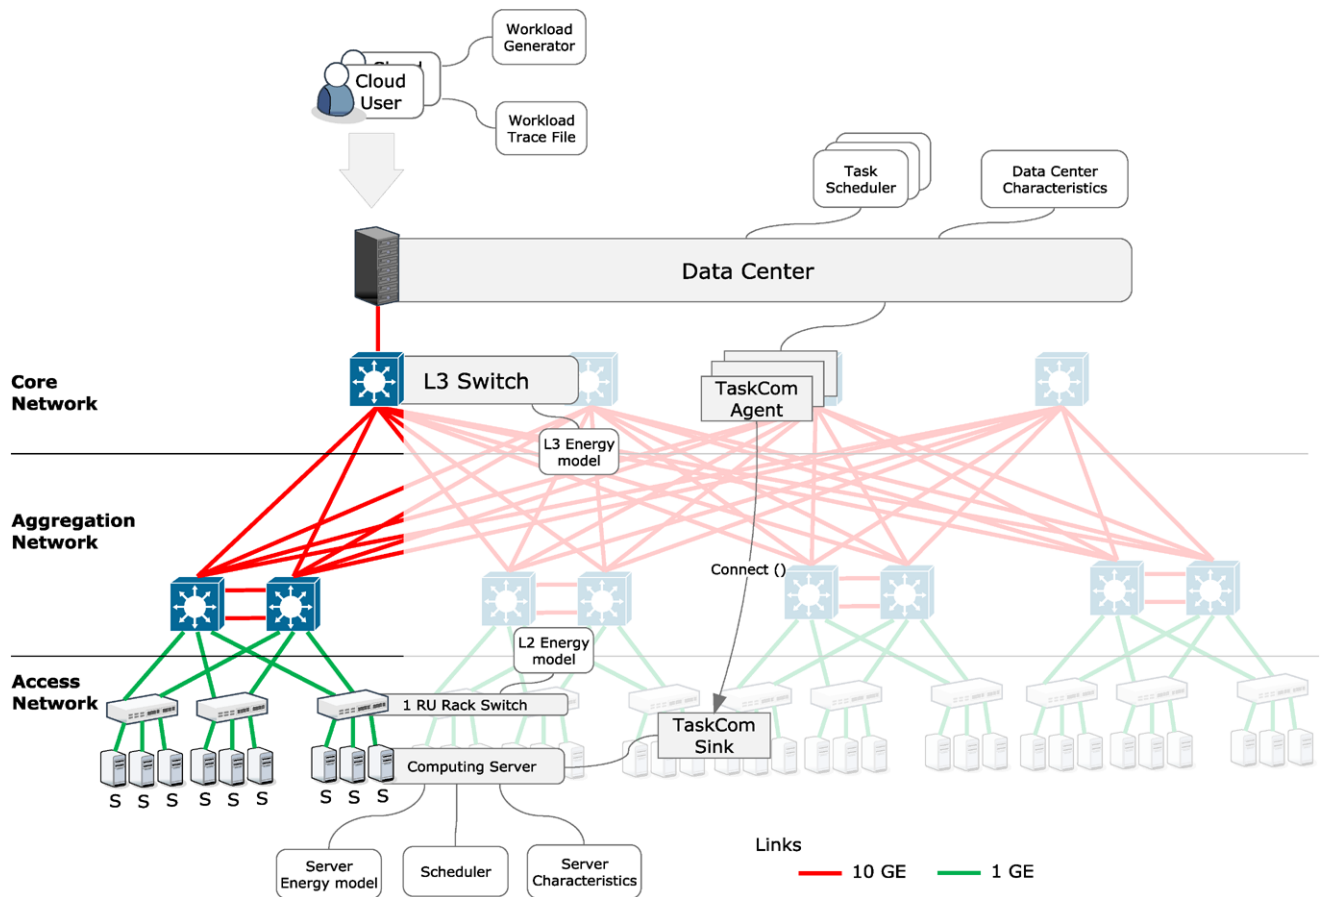 Workload
Generator
Cloud
User
Workload
Trace File
Task
Scheduler
Data Center
Characteristics
Data Center
Core
Network
L3 Switch
TaskCom
Agent
L3 Energy
model
Aggregation
Network
Connect ()
L2 Energy
model
Access
Network
1 RU Rack Switch
TaskCom
Sink
Computing Server
S S S S S S S S S
Server
Energy model
Scheduler
Server
Characteristics
Links
10 GE
1 GE